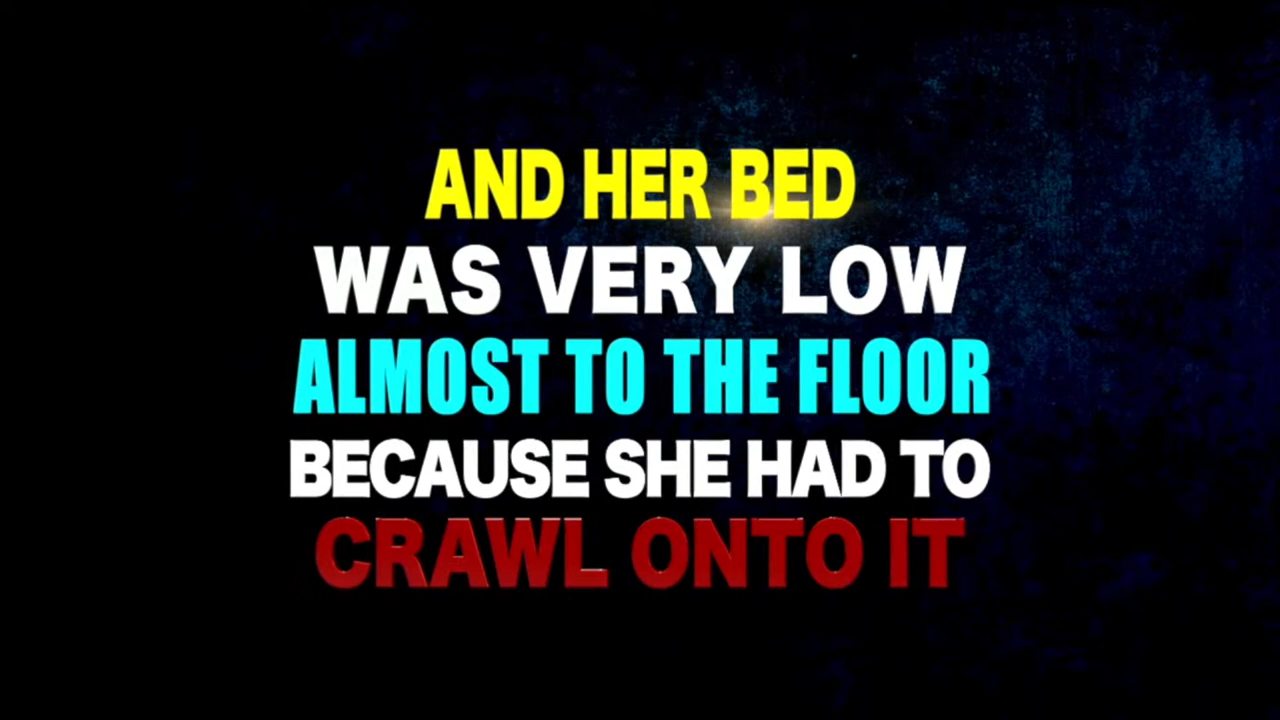 AND HER BED
WAS VERY LOW
ALMOST TO THE FLOOR
BECAUSE SHE HAD TO
CRAWL ONTO IT